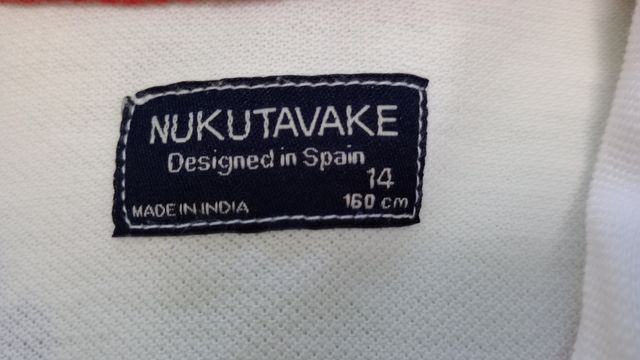 NUKUTAVAKE
Designed in Spain
14
MADE IN INDIA 160 cm